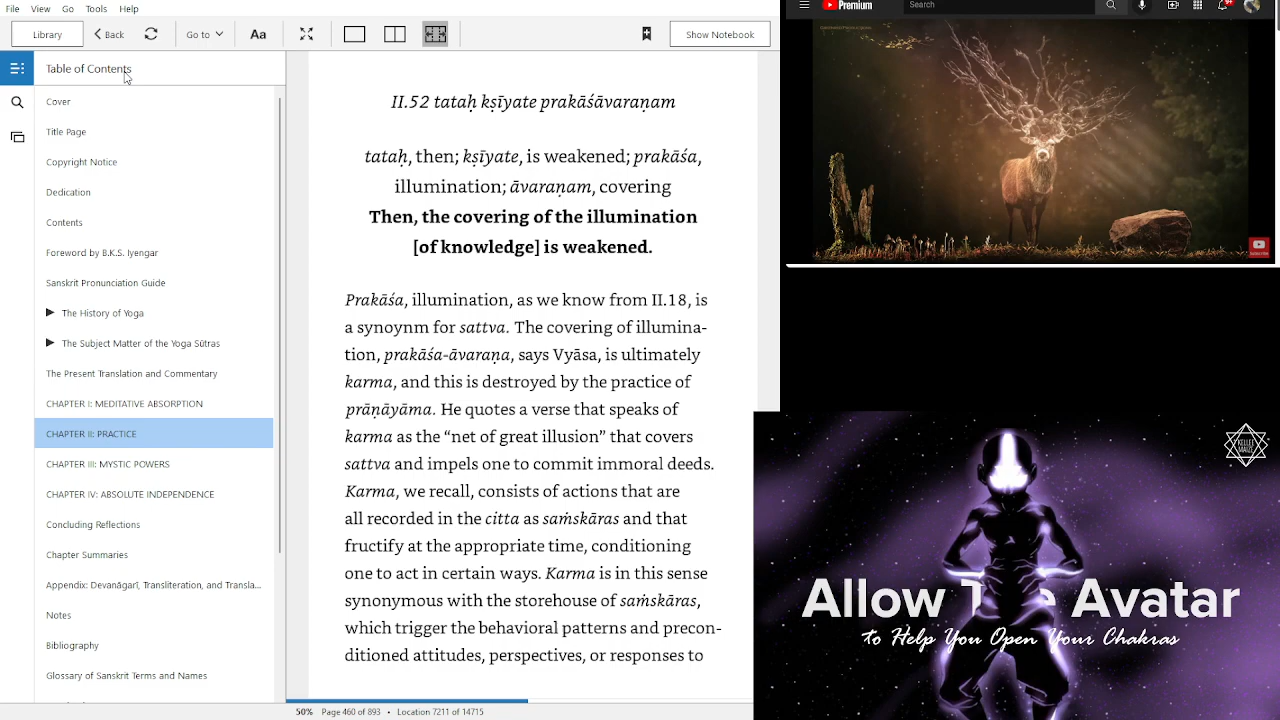 File View Go Tools Help
Library
Back
Go to
Aa
Show Notebook
Table of Contents
Cover
Title Page
Copyright Notice
Dedication
Contents
Foreword by B.K.S. Iyengar
Sanskrit Pronunciation Guide
The History of Yoga
The Subject Matter of the Yoga Sūtras
The Present Translation and Commentary
CHAPTER I: MEDITATIVE ABSORPTION
CHAPTER II: PRACTICE
CHAPTER III: MYSTIC POWERS
CHAPTER IV: ABSOLUTE INDEPENDENCE
Concluding Reflections
Chapter Summaries
Appendix: Devanāgarī, Transliteration, and Transla...
Notes
Bibliography
Glossary of Sanskrit Terms and Names
II.52 tataḥ kṣīyate prakāśāvaraṇam
tataḥ, then; kṣīyate, is weakened; prakāśa,
illumination; āvaraṇam, covering
Then, the covering of the illumination
[of knowledge] is weakened.
Prakāśa, illumination, as we know from II.18, is
a synoynm for sattva. The covering of illumina-
tion, prakāśa-āvaraṇa, says Vyāsa, is ultimately
karma, and this is destroyed by the practice of
prāṇāyāma. He quotes a verse that speaks of
karma as the “net of great illusion” that covers
sattva and impels one to commit immoral deeds.
Karma, we recall, consists of actions that are
all recorded in the citta as saṁskāras and that
fructify at the appropriate time, conditioning
one to act in certain ways. Karma is in this sense
synonymous with the storehouse of saṁskāras,
which trigger the behavioral patterns and precon-
ditioned attitudes, perspectives, or responses to
50% Page 460 of 893 • Location 7211 of 14715
Premium
Search
9+
Subscribe
Allow T e Avatar
to Help You Open Your Chakras